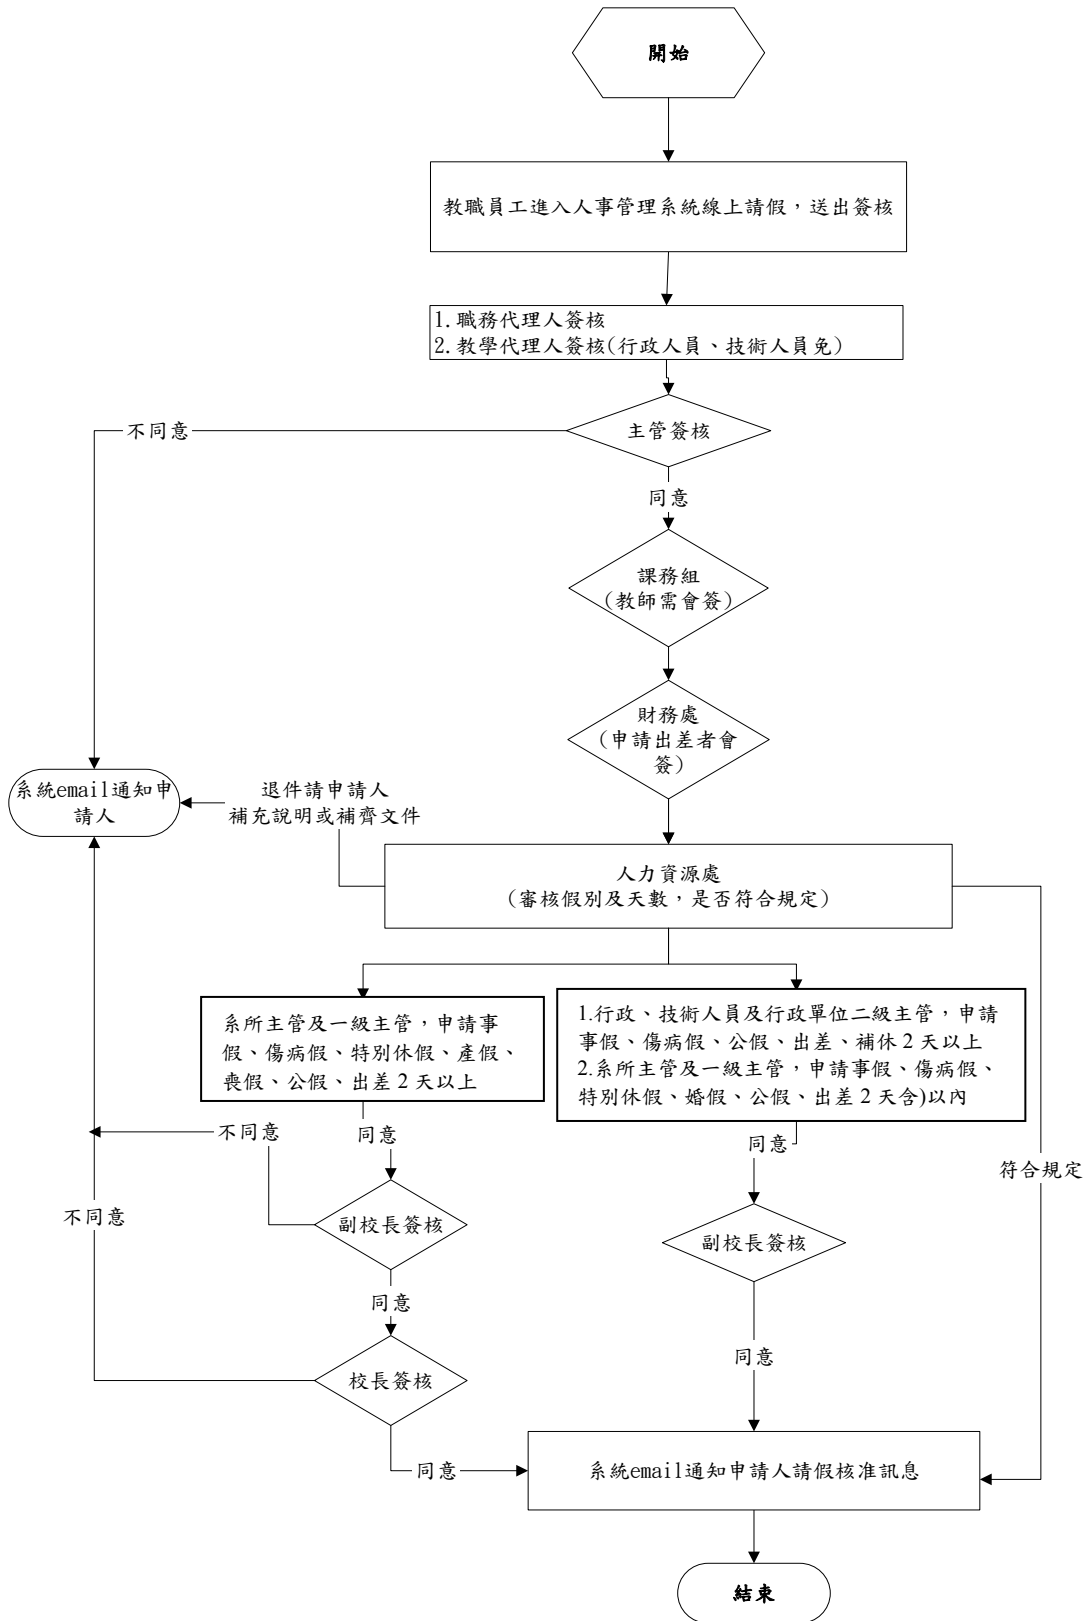 開始
教職員工進入人事管理系統線上請假，送出簽核
1.職務代理人簽核
2.教學代理人簽核(行政人員、技術人員免)
主管簽核
不同意
同意
課務組
(教師需會簽)
財務處
(申請出差者會
簽)
系統email通知申
請人
退件請申請人
補充說明或補齊文件
人力資源處
(審核假別及天數，是否符合規定)
系所主管及一級主管，申請事
假、傷病假、特別休假、產假、
喪假、公假、出差 2 天以上
1.行政、技術人員及行政單位二級主管，申請
事假、傷病假、公假、出差、補休 2 天以上
2.系所主管及一級主管，申請事假、傷病假、
特別休假、婚假、公假、出差 2 天含)以內
不同意
同意
同意
符合規定
不同意
副校長簽核
副校長簽核
同意
同意
校長簽核
同意
系統email通知申請人請假核准訊息
結束